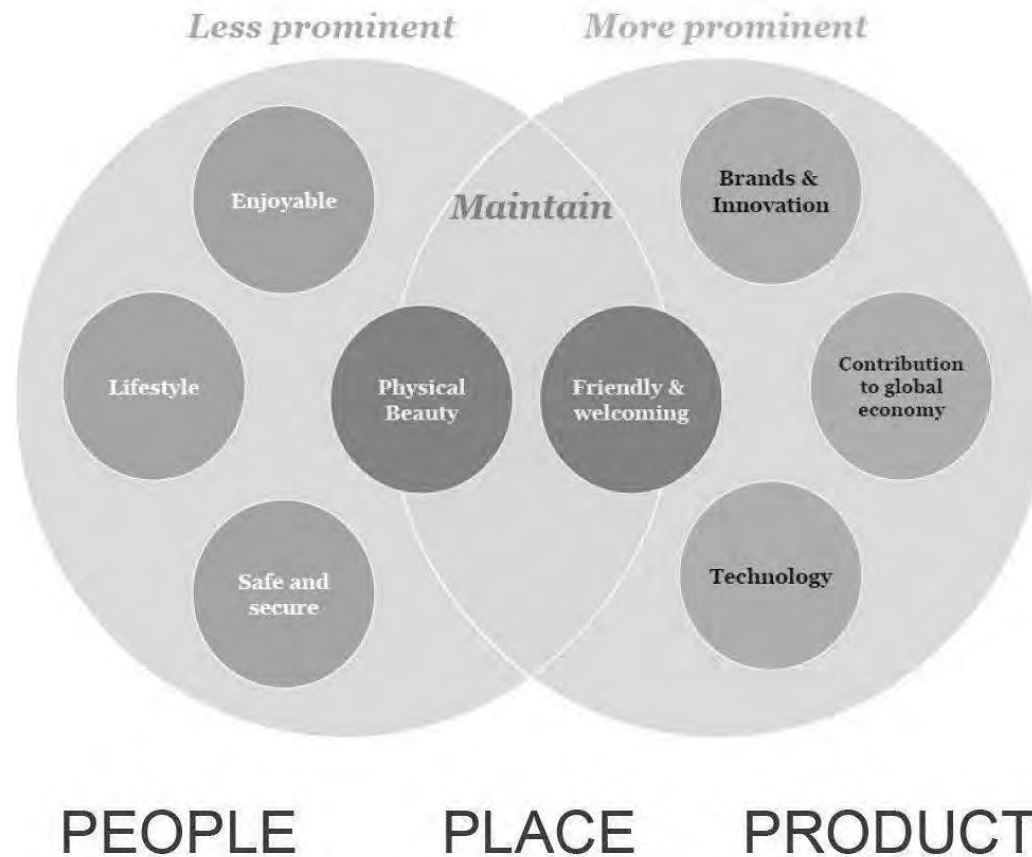 Less prominent
More prominent
Enjoyable
Maintain
Brands &
Innovation
Lifestyle
Physical
Beauty
Friendly &
welcoming
Contribution
to global
economy
Safe and
secure
Technology
PEOPLE
PLACE
PRODUCT